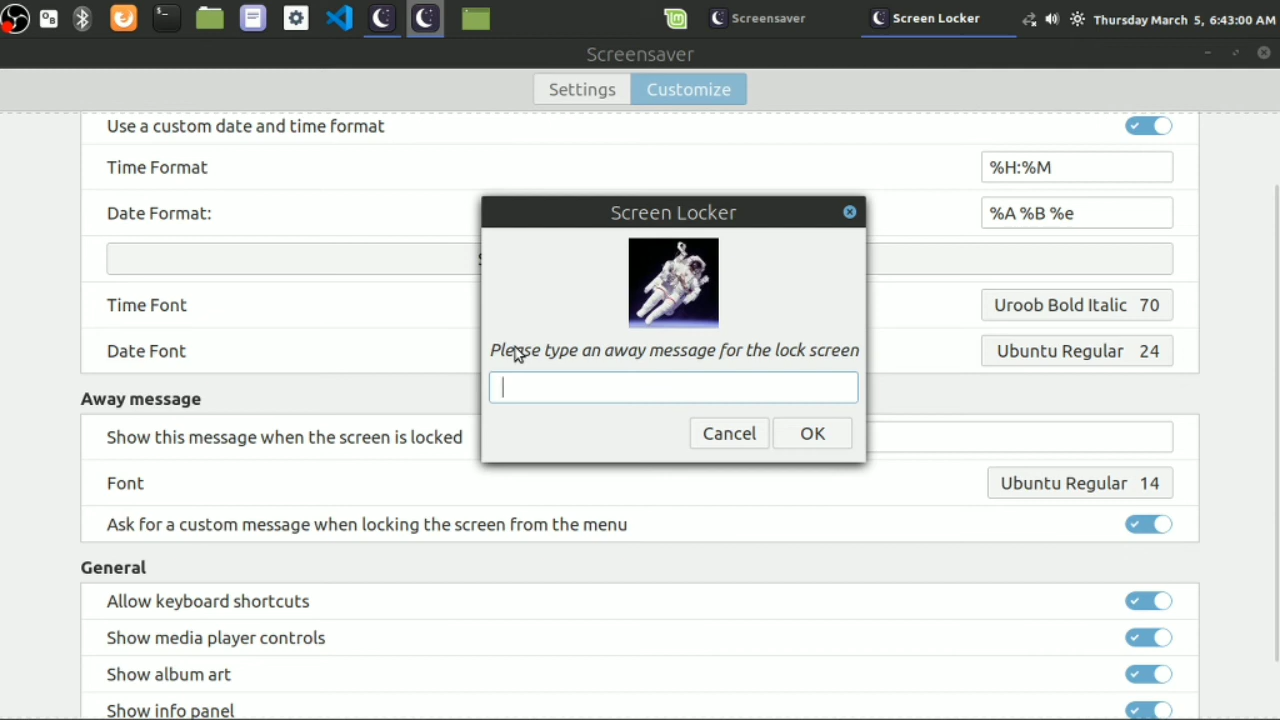 Screensaver
Screen Locker
Thursday March 5, 6:43:00 AM
Screensaver
Settings
Customize
Use a custom date and time format
Time Format
%H:%M
Date Format:
%A %B %e
Time Font
Uroob Bold Italic 70
Date Font
Ubuntu Regular 24
Screen Locker
Please type an away message for the lock screen
Cancel
OK
Away message
Show this message when the screen is locked
Font
Ubuntu Regular 14
Ask for a custom message when locking the screen from the menu
General
Allow keyboard shortcuts
Show media player controls
Show album art
Show info panel